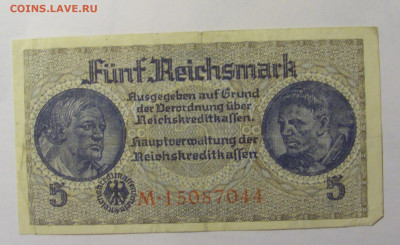 COINS.LAVE.RU
Fünf Reichsmark
Ausgegeben auf Grund
der Verordnung über
Reichskreditkassen.
Hauptverwaltung der
Reichskreditkassen
5 5
M·15087044